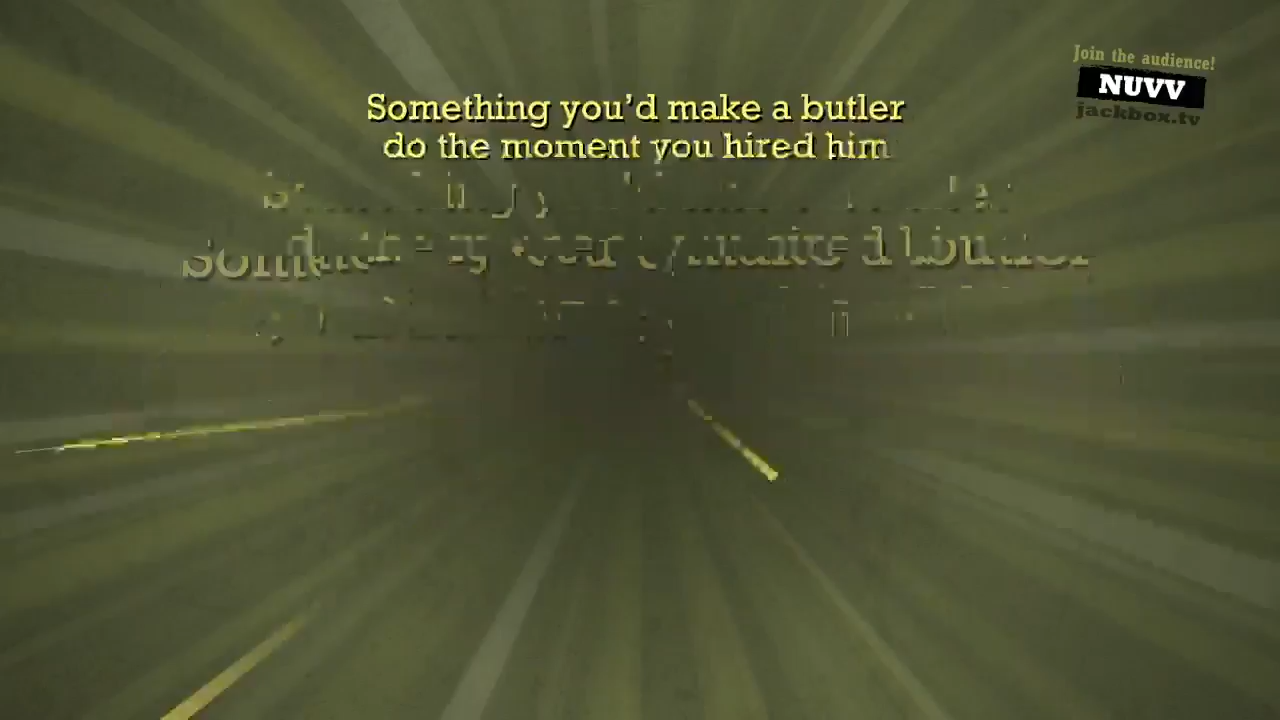 Join the audience!
NUVV
jackbox.tv
Something you'd make a butler
do the moment you hired him